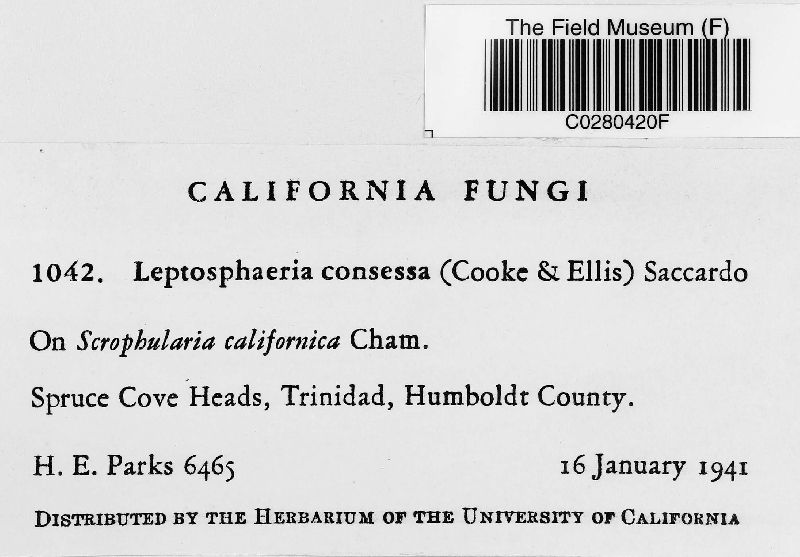 The Field Museum (F)
C0280420F
CALIFORNIA FUNGI
1042. Leptosphaeria consessa (Cooke & Ellis) Saccardo
On Scrophularia californica Cham.
Spruce Cove Heads, Trinidad, Humboldt County.
H. E. Parks 6465 16 January 1941
DISTRIBUTED BY THE HERBARIUM OF THE UNIVERSITY OF CALIFORNIA